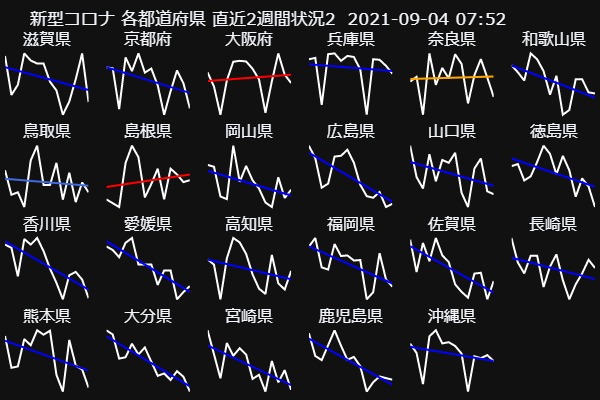 新型コロナ 各都道府県 直近2週間状況2 2021-09-04 07:52
滋賀県 京都府 大阪府 兵庫県 奈良県 和歌山県
鳥取県 島根県 岡山県 広島県 山口県 徳島県
香川県 愛媛県 高知県 福岡県 佐賀県 長崎県
熊本県 大分県 宮崎県 鹿児島県 沖縄県